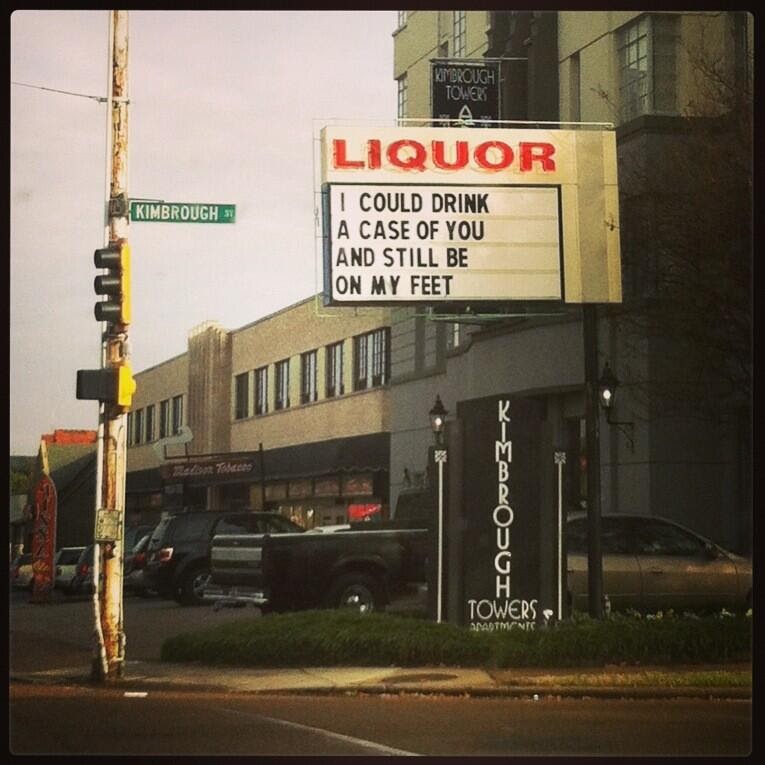 KIMBROUGH
TOWERS
LIQUOR
KIMBROUGH ST
I COULD DRINK
A CASE OF YOU
AND STILL BE
ON MY FEET
Madison Tobacco
KIMBROUGH
TOWERS
APARTMENTS